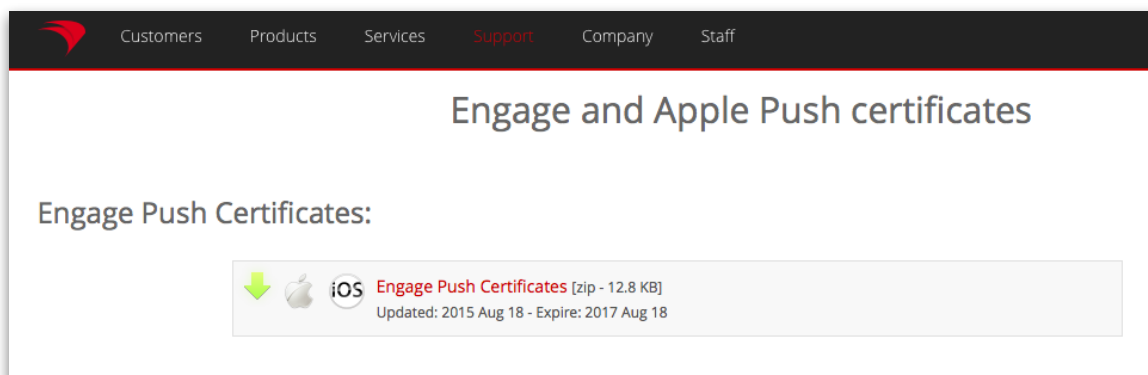 Customers Products Services Support Company Staff
Engage and Apple Push certificates
Engage Push Certificates:
iOS Engage Push Certificates [zip - 12.8 KB]
Updated: 2015 Aug 18 - Expire: 2017 Aug 18